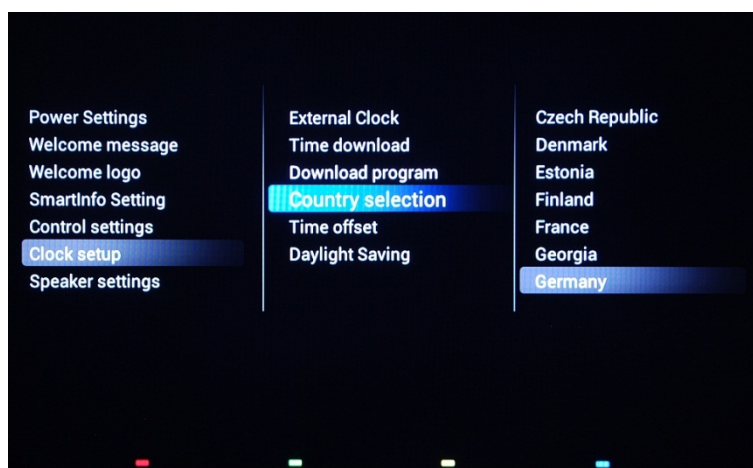 Power Settings
Welcome message
Welcome logo
SmartInfo Setting
Control settings
Clock setup
Speaker settings
External Clock
Time download
Download program
Country selection
Time offset
Daylight Saving
Czech Republic
Denmark
Estonia
Finland
France
Georgia
Germany